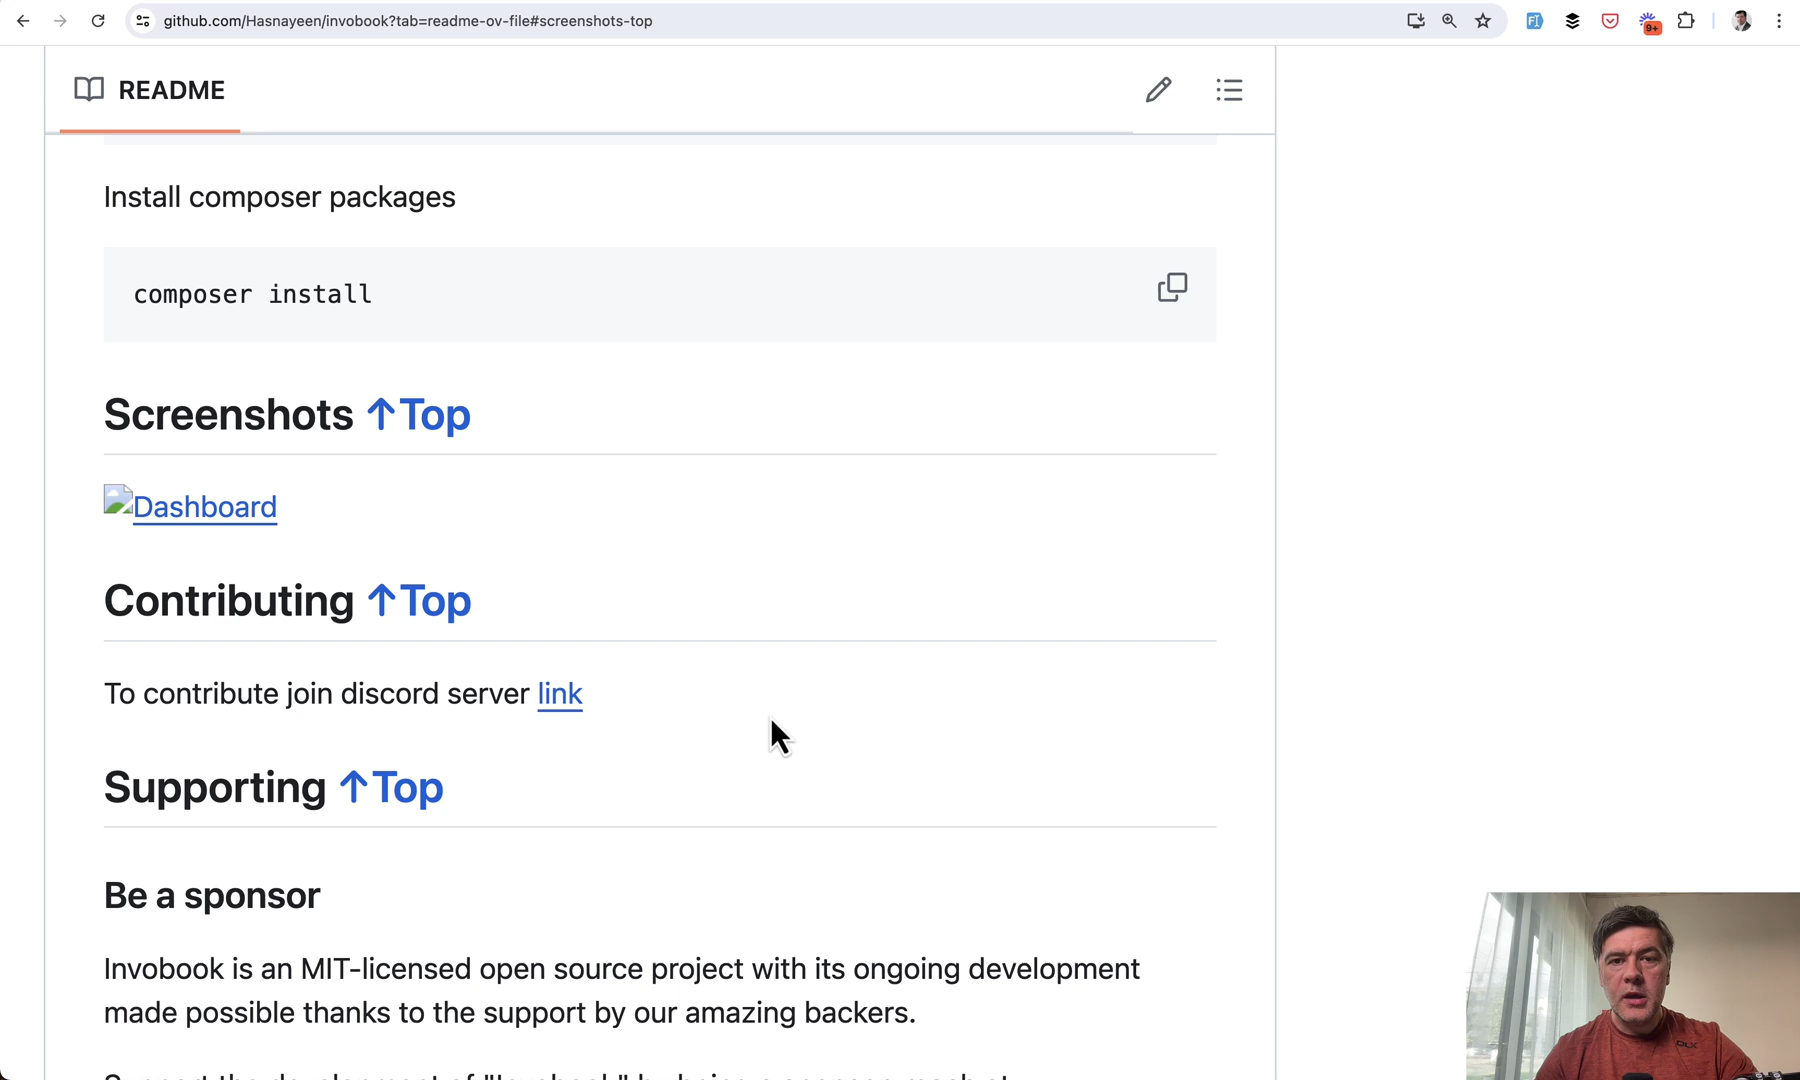 github.com/Hasnayeen/invobook?tab=readme-ov-file#screenshots-top
9+
README
Install composer packages
composer install
Screenshots ↑Top
Dashboard
Contributing ↑Top
To contribute join discord server link
Supporting ↑Top
Be a sponsor
Invobook is an MIT-licensed open source project with its ongoing development
made possible thanks to the support by our amazing backers.